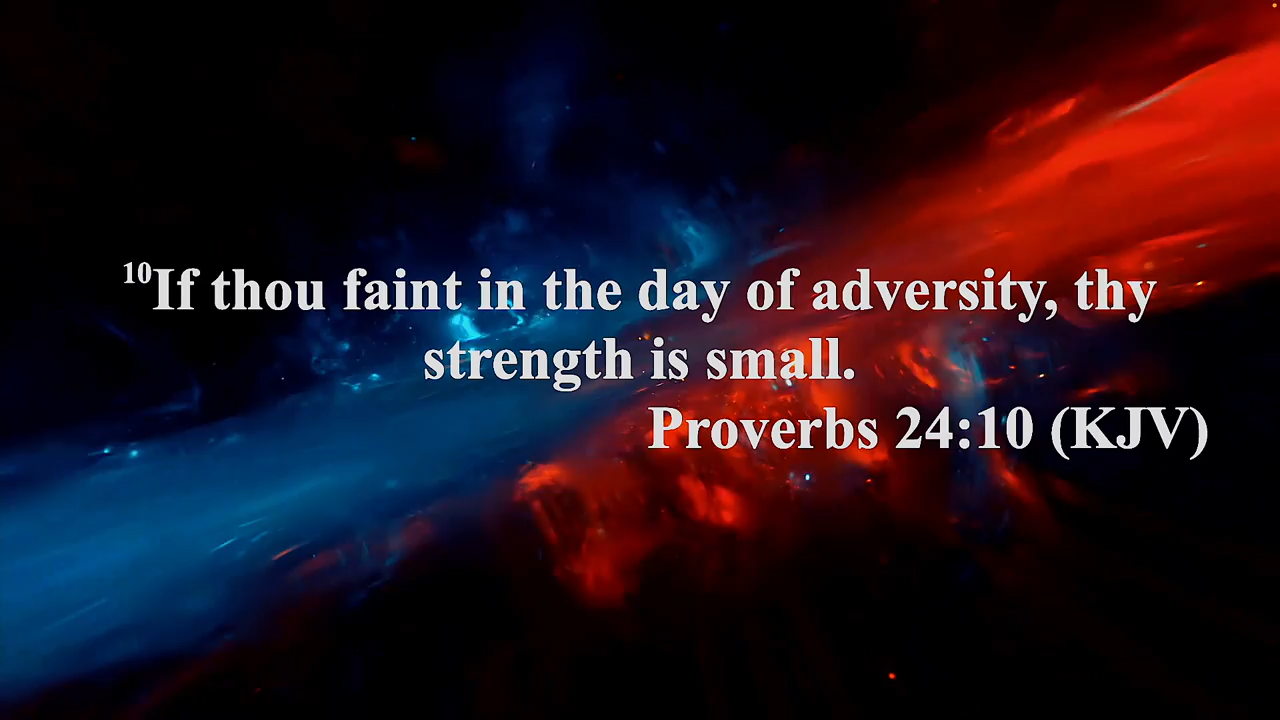 10If thou faint in the day of adversity, thy
strength is small.
Proverbs 24:10 (KJV)